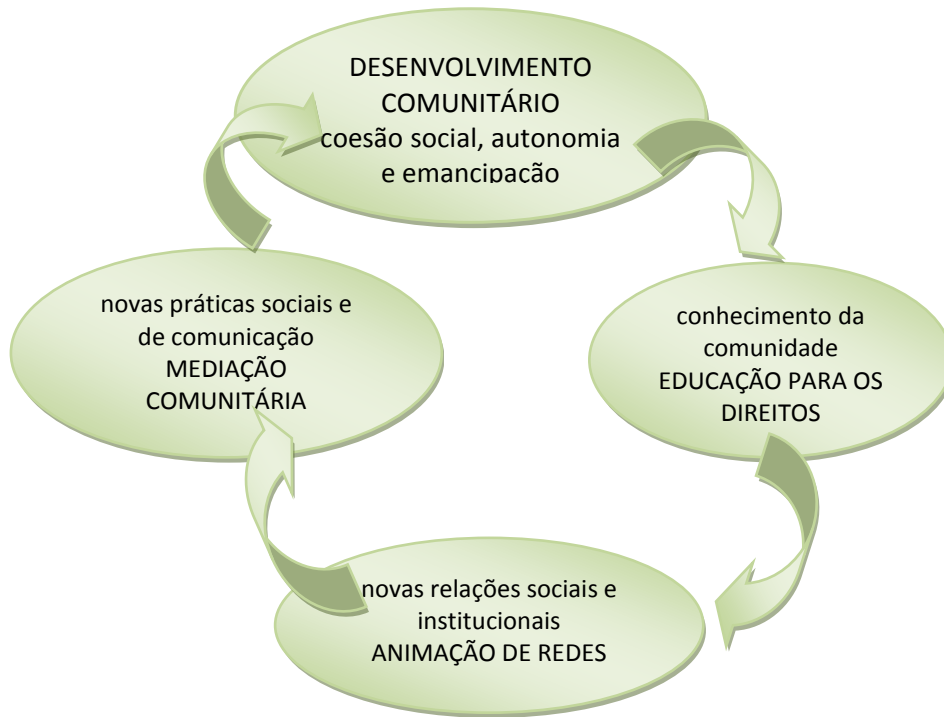 DESENVOLVIMENTO
COMUNITÁRIO
coesão social, autonomia
e emancipação
conhecimento da
comunidade
EDUCAÇÃO PARA OS
DIREITOS
novas relações sociais e
institucionais
ANIMAÇÃO DE REDES
novas práticas sociais e
de comunicação
MEDIAÇÃO
COMUNITÁRIA